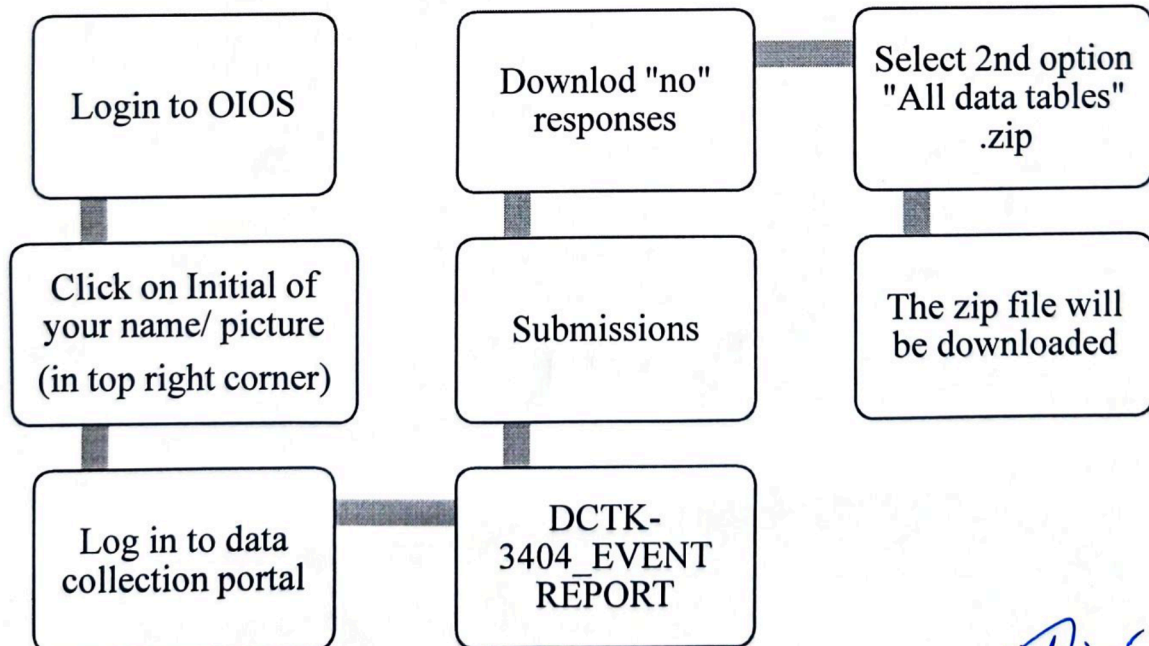 Login to OIOS
Click on Initial of
your name/ picture
(in top right corner)
Log in to data
collection portal
DCTK-
3404_EVENT
REPORT
Submissions
Downlod "no"
responses
Select 2nd option
"All data tables"
.zip
The zip file will
be downloaded